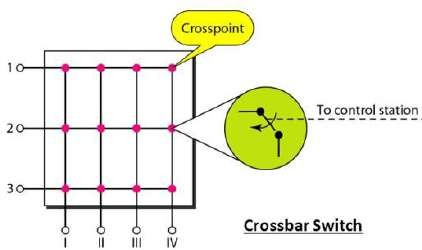 Crosspoint
1
To control station
2
3
I II III IV
Crossbar Switch